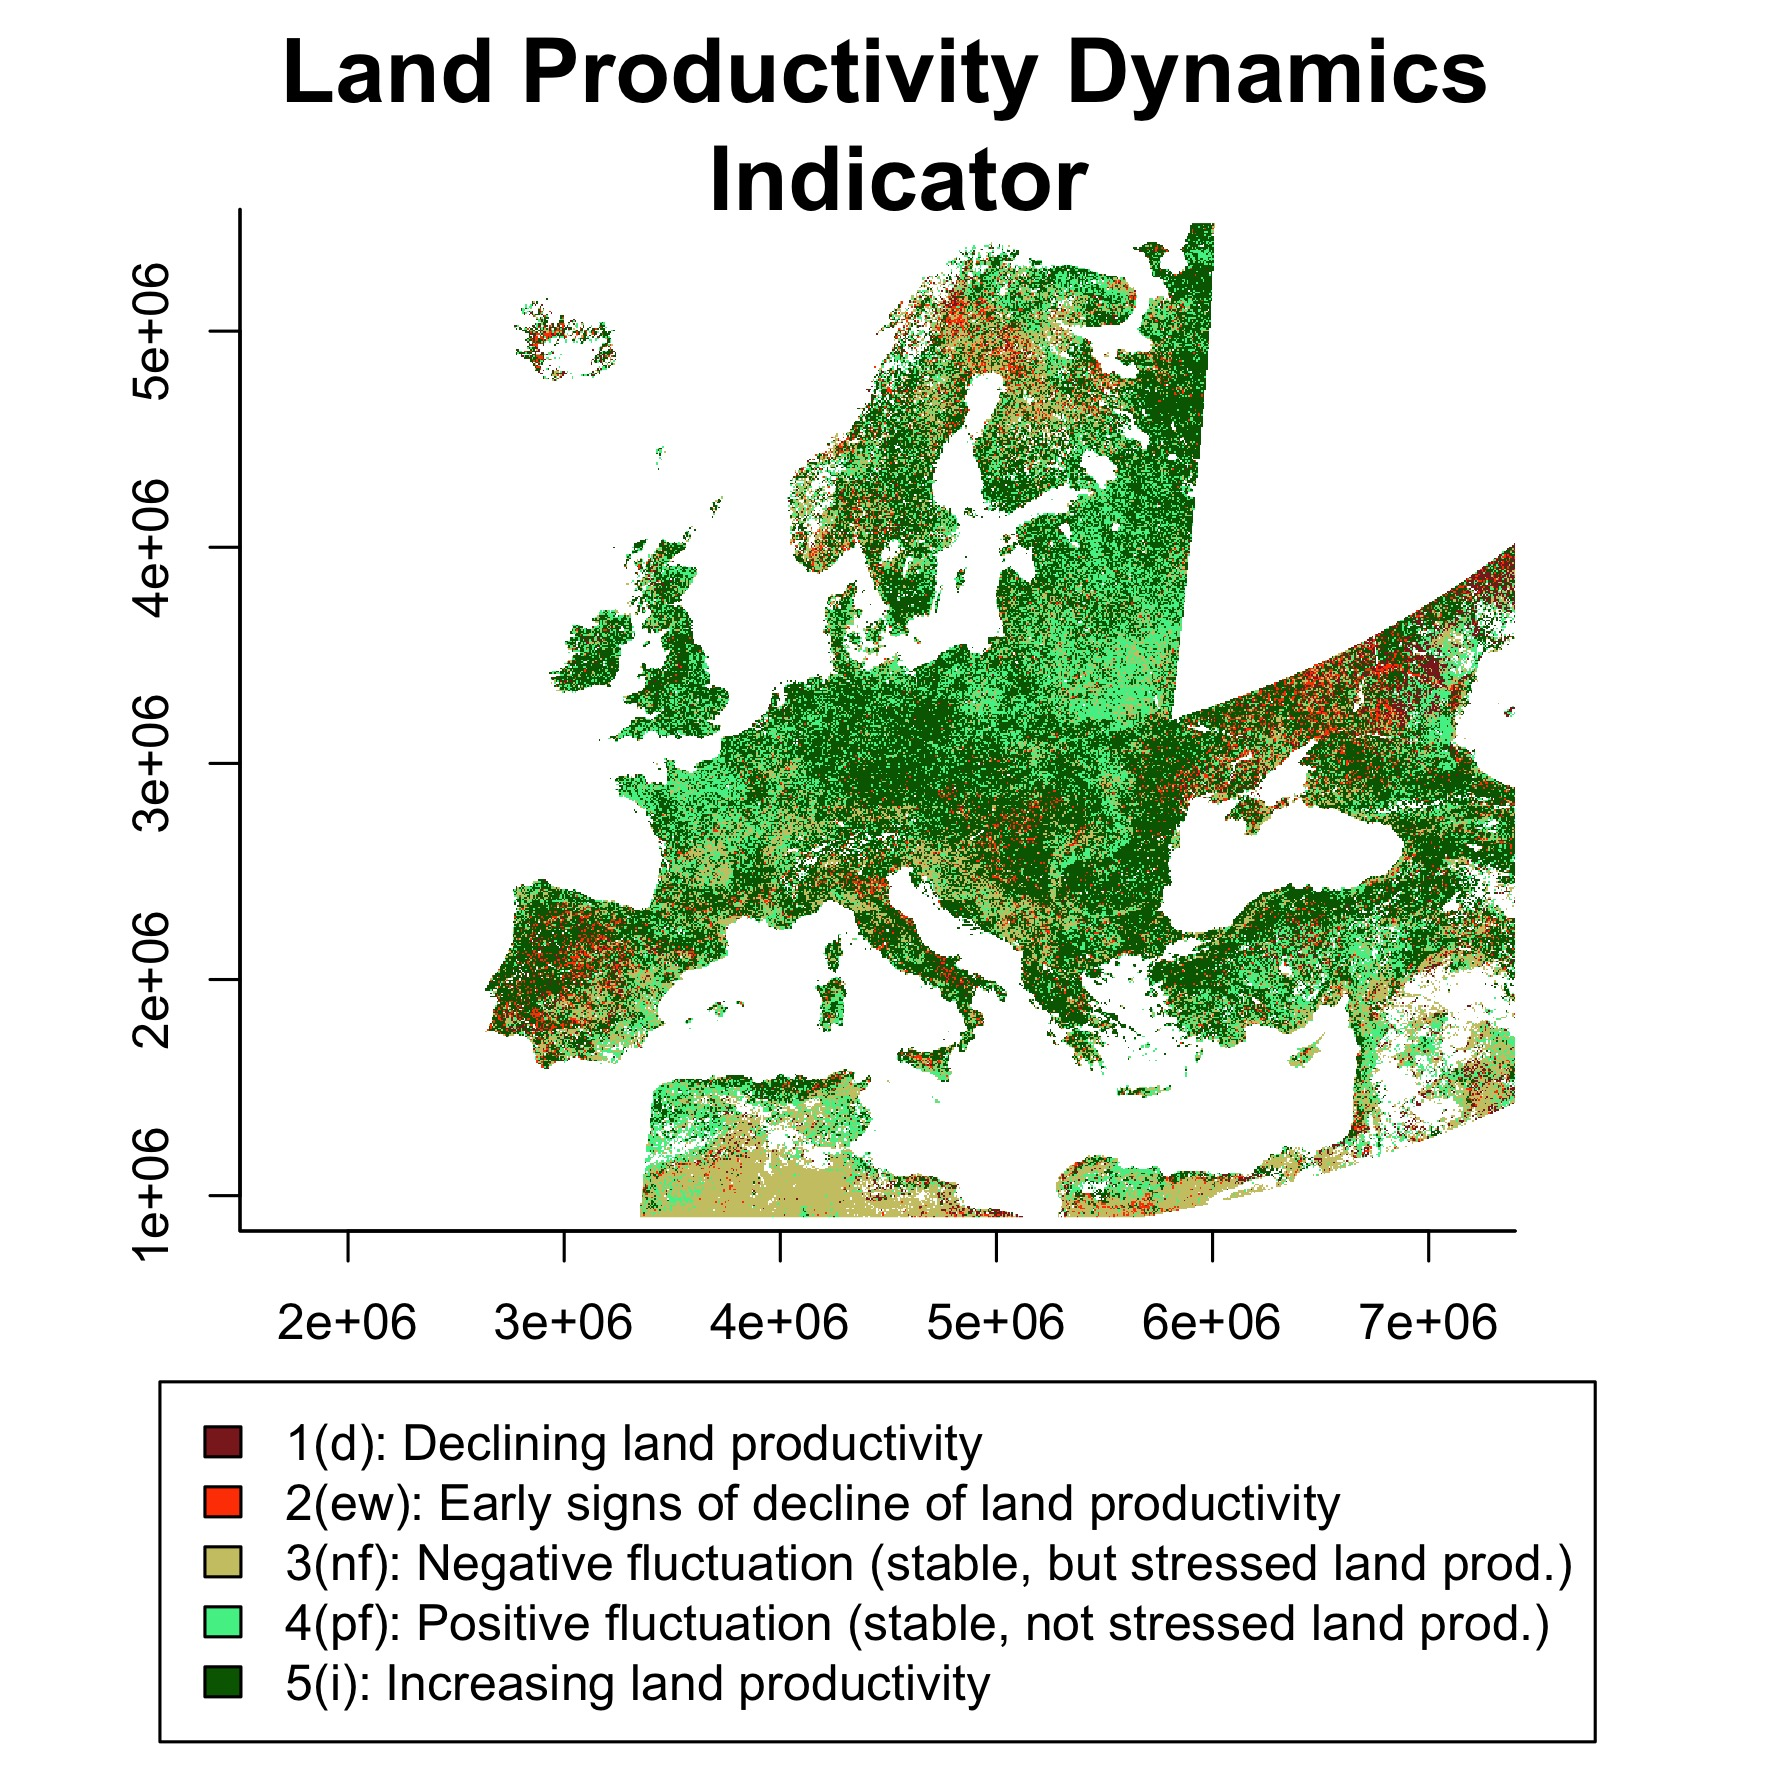 Land Productivity Dynamics
Indicator
5e+06
4e+06
3e+06
2e+06
1e+06
2e+06 3e+06 4e+06 5e+06 6e+06 7e+06
1(d): Declining land productivity
2(ew): Early signs of decline of land productivity
3(nf): Negative fluctuation (stable, but stressed land prod.)
4(pf): Positive fluctuation (stable, not stressed land prod.)
5(i): Increasing land productivity